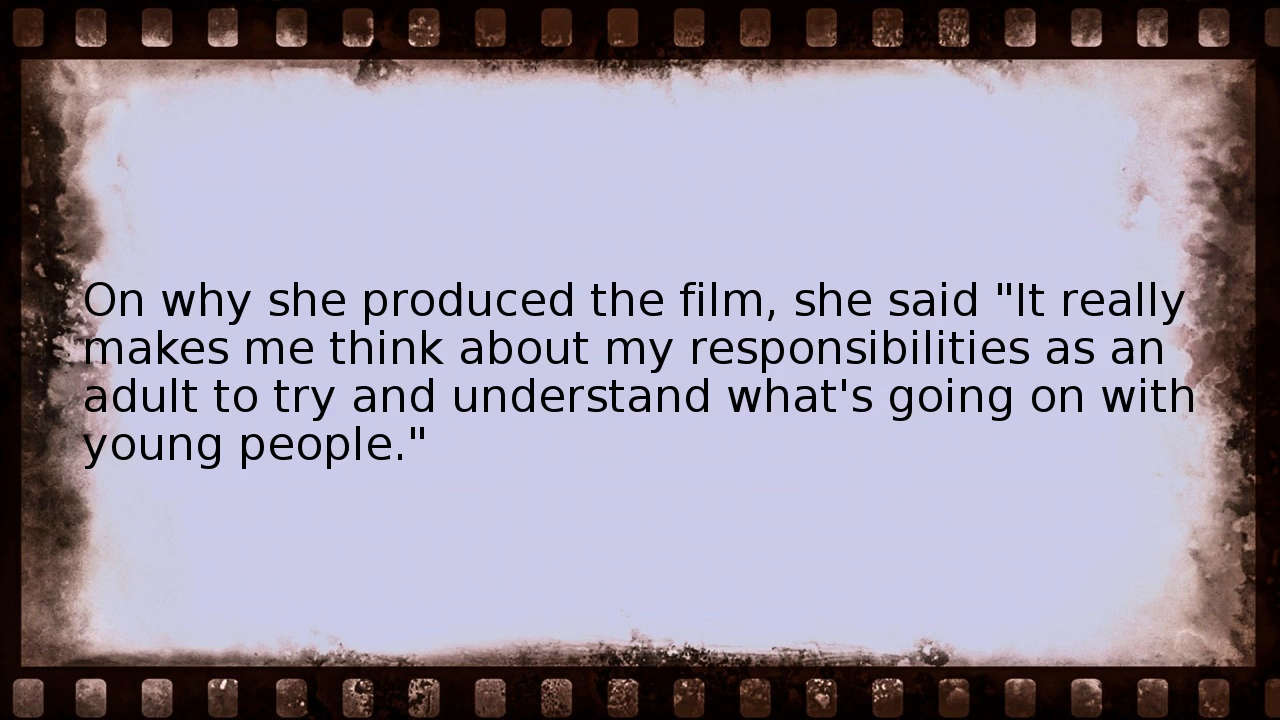 On why she produced the film, she said "It really
makes me think about my responsibilities as an
adult to try and understand what's going on with
young people."